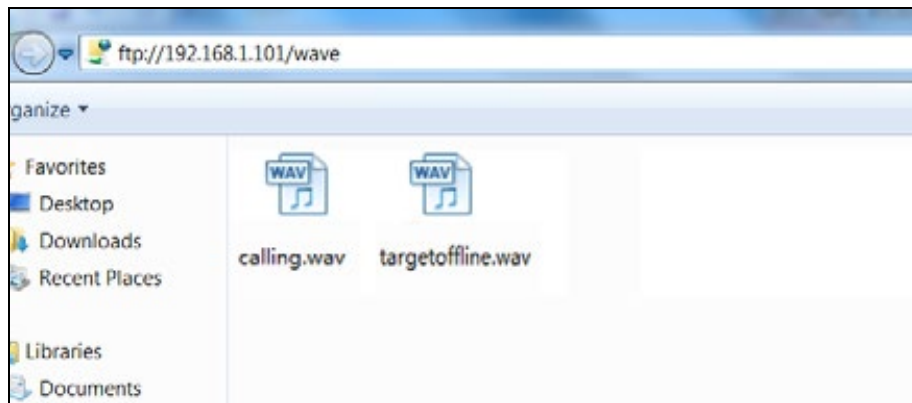 ftp://192.168.1.101/wave
ganize
Favorites
Desktop
Downloads
Recent Places
Libraries
Documents
WAV WAV
calling.wav targetoffline.wav